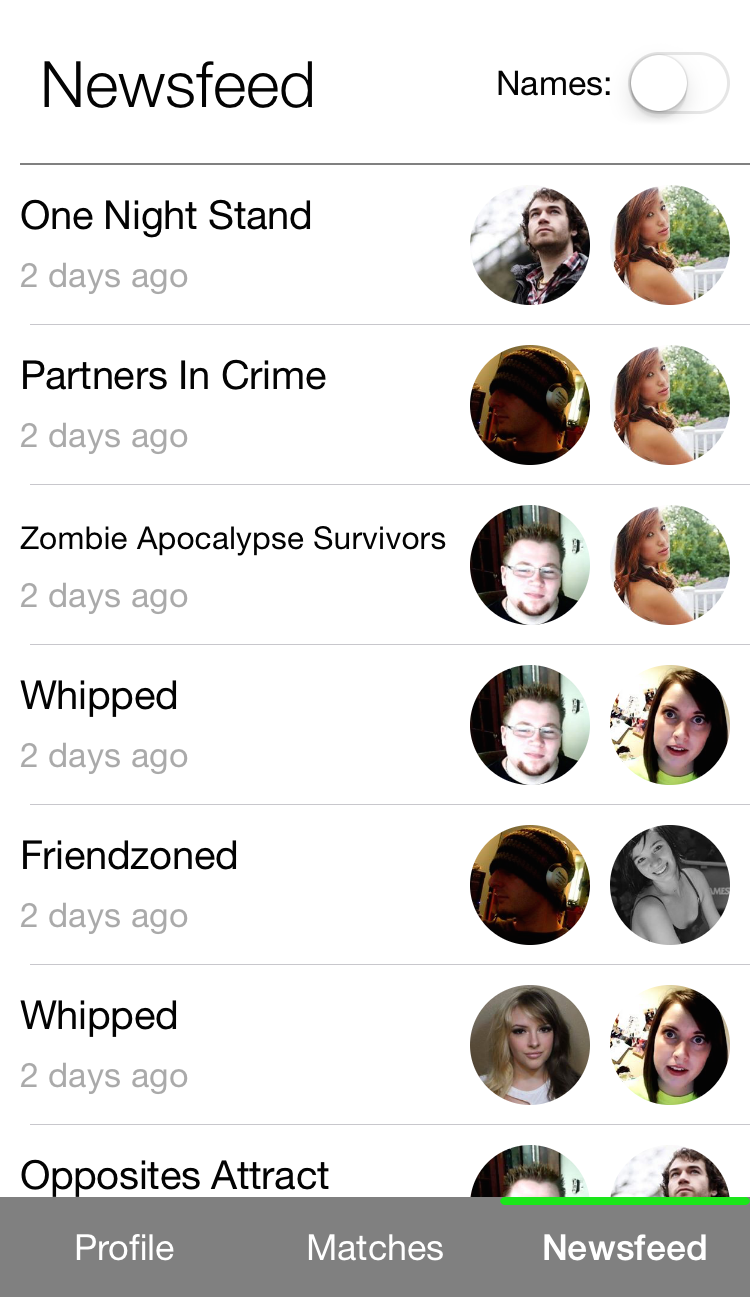 Newsfeed
Names:
One Night Stand
2 days ago
Partners In Crime
2 days ago
Zombie Apocalypse Survivors
2 days ago
Whipped
2 days ago
Friendzoned
2 days ago
Whipped
2 days ago
Opposites Attract
Profile Matches Newsfeed